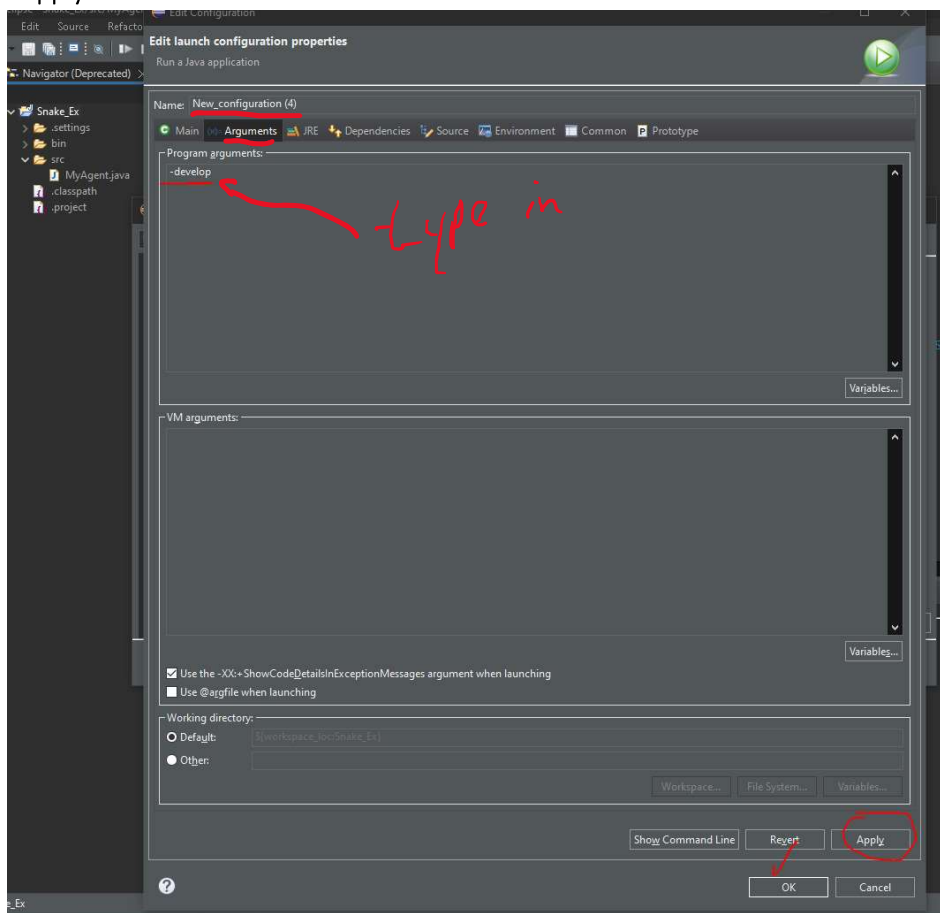 Edit Configuration
Edit Source Refacto
Edit launch configuration properties
Run a Java application
Navigator (Deprecated)
Name: New_configuration (4)
Snake_Ex
.settings
bin
src
MyAgent.java
.classpath
.project
Main Arguments JRE Dependencies Source Environment Common Prototype
Program arguments:
-develop
type in
Variables...
VM arguments:
Variables...
Use the -XX:+ShowCodeDetailsInExceptionMessages argument when launching
Use @argfile when launching
Working directory:
Default: ${workspace_loc:Snake_Ex}
Other:
Workspace... File System... Variables...
Show Command Line Revert Apply
OK Cancel
e_Ex